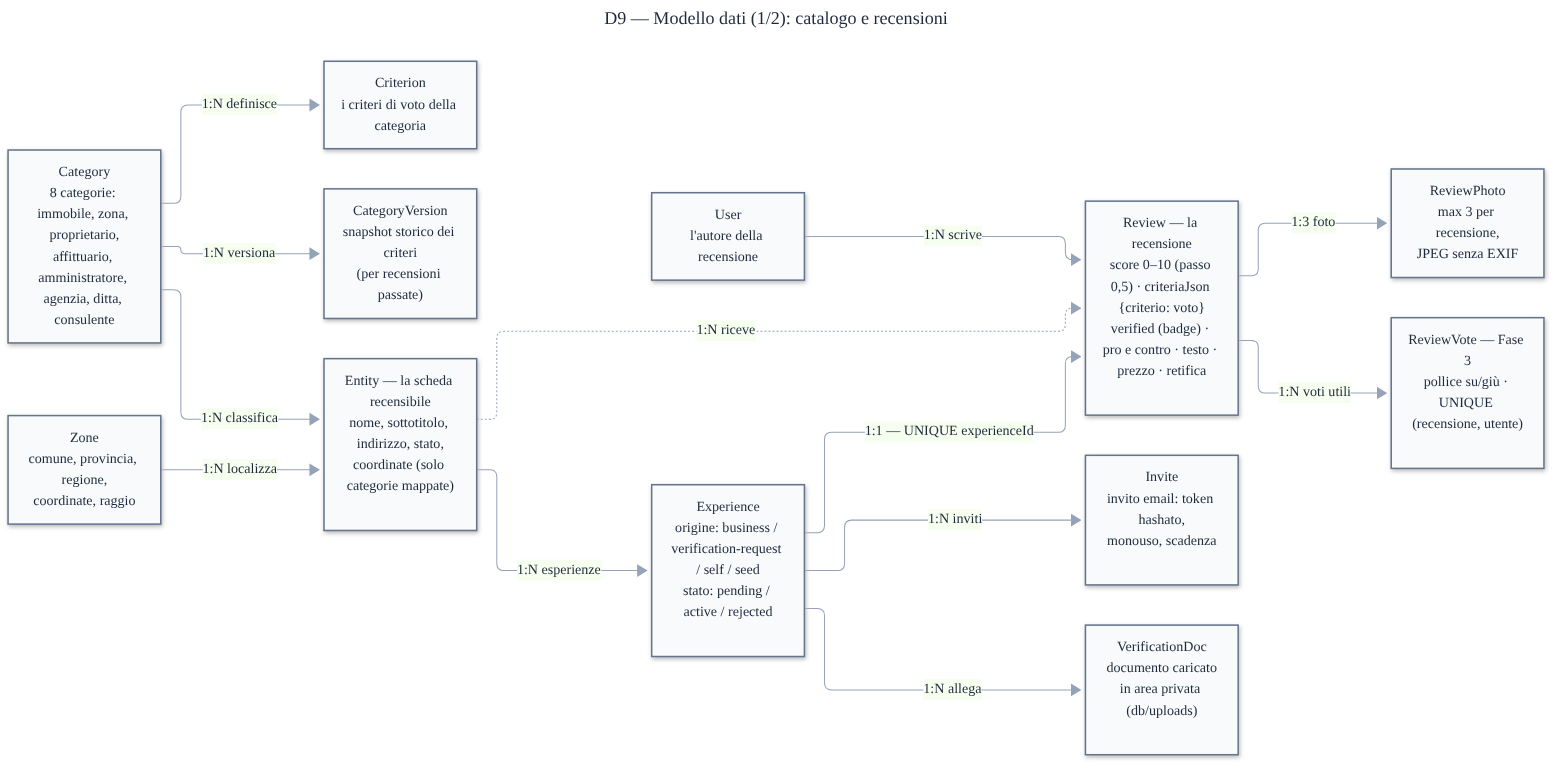 D9 — Modello dati (1/2): catalogo e recensioni
Category
8 categorie:
immobile, zona,
proprietario,
affittuario,
amministratore,
agenzia, ditta,
consulente
Zone
comune, provincia,
regione,
coordinate, raggio
1:N definisce
1:N versiona
1:N classifica
1:N localizza
Criterion
i criteri di voto della
categoria
CategoryVersion
snapshot storico dei
criteri
(per recensioni
passate)
Entity — la scheda
recensibile
nome, sottotitolo,
indirizzo, stato,
coordinate (solo
categorie mappate)
1:N esperienze
User
l'autore della
recensione
1:N riceve
Experience
origine: business /
verification-request
/ self / seed
stato: pending /
active / rejected
1:N scrive
1:1 — UNIQUE experienceId
1:N inviti
1:N allega
Review — la
recensione
score 0–10 (passo
0,5) · criteriaJson
{criterio: voto}
verified (badge) ·
pro e contro · testo ·
prezzo · retifica
Invite
invito email: token
hashato,
monouso, scadenza
VerificationDoc
documento caricato
in area privata
(db/uploads)
1:3 foto
1:N voti utili
ReviewPhoto
max 3 per
recensione,
JPEG senza EXIF
ReviewVote — Fase
3
pollice su/giù ·
UNIQUE
(recensione, utente)